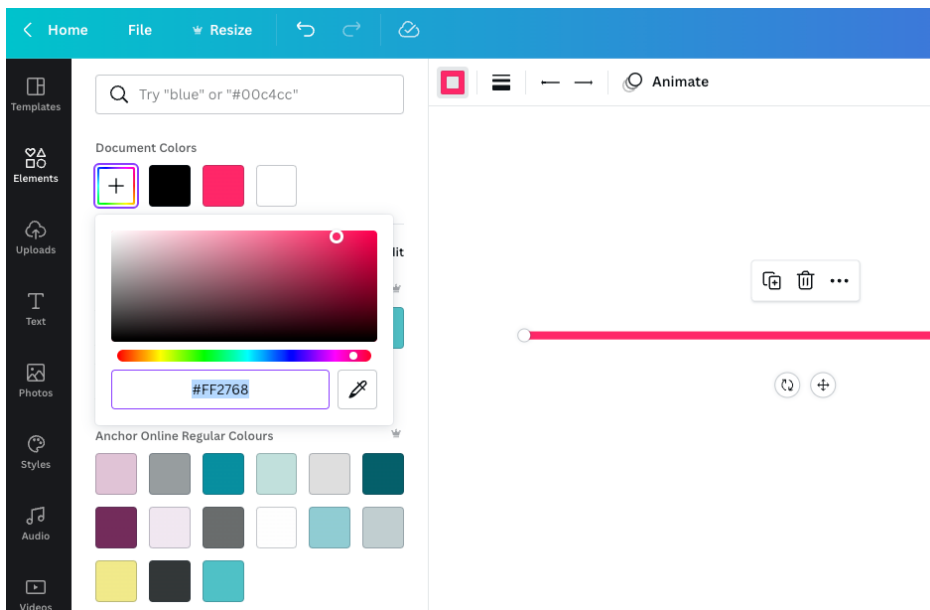 Home File Resize
Templates
Elements
Uploads
Text
Photos
Styles
Audio
Videos
Try "blue" or "#00c4cc"
Document Colors
dit
#FF2768
Anchor Online Regular Colours
Animate